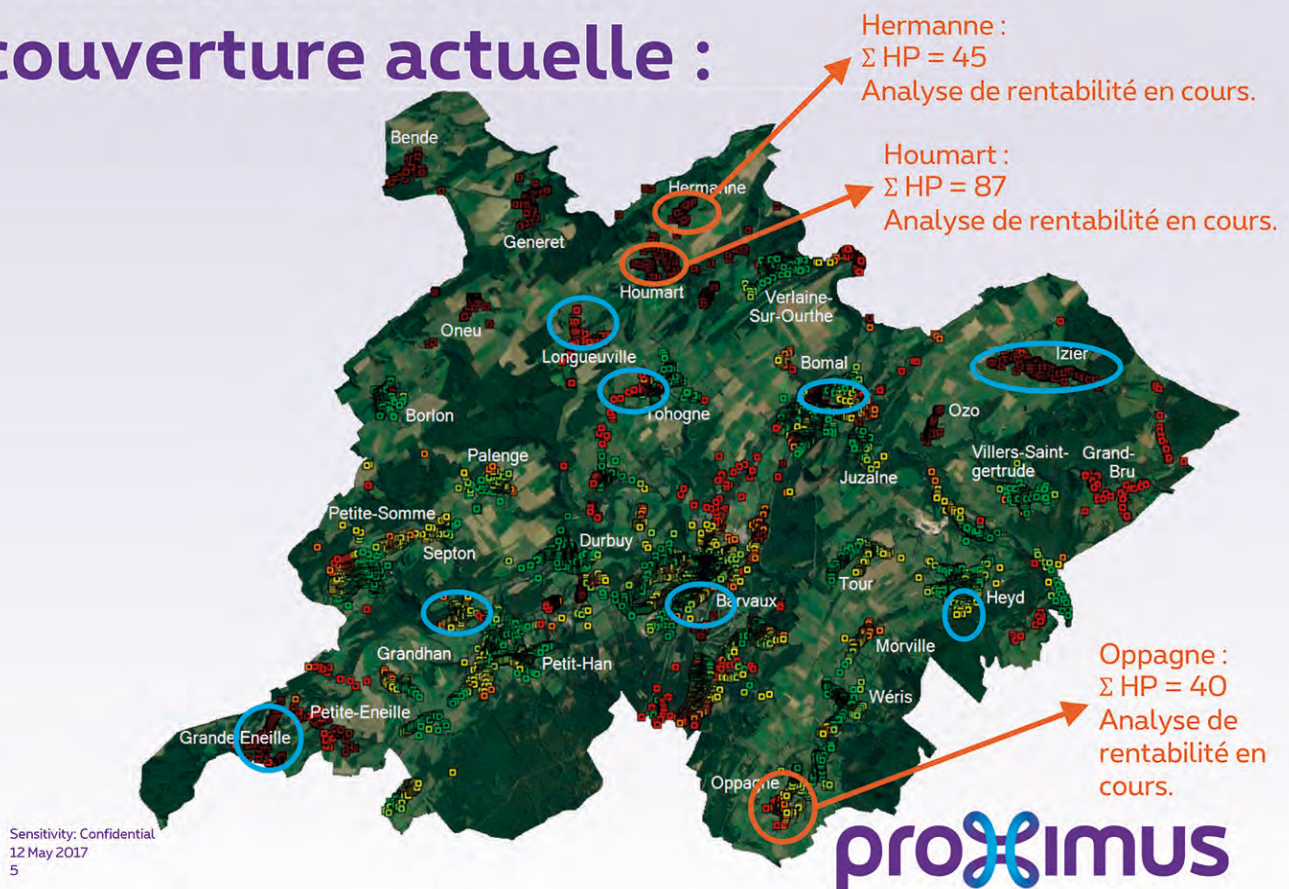 couverture actuelle :
Hermanne :
Σ HP = 45
Analyse de rentabilité en cours.
Houmart :
Σ HP = 87
Analyse de rentabilité en cours.
Bende
Hermanne
Generet
Houmart
Verlaine-
Sur-Ourthe
Oneu
Longueuville
Izier
Bomal
Borlon
Tohogne
Ozo
Palenge
Juzaine
Villers-Saint-
gertrude
Grand-
Bru
Petite-Somme
Septon
Durbuy
Tour
Barvaux
Heyd
Grandhan
Petit-Han
Morville
Wéris
Petite-Eneille
Grande Eneille
Oppagne
Oppagne :
Σ HP = 40
Analyse de
rentabilité en
cours.
Sensitivity: Confidential
12 May 2017
5
proximus